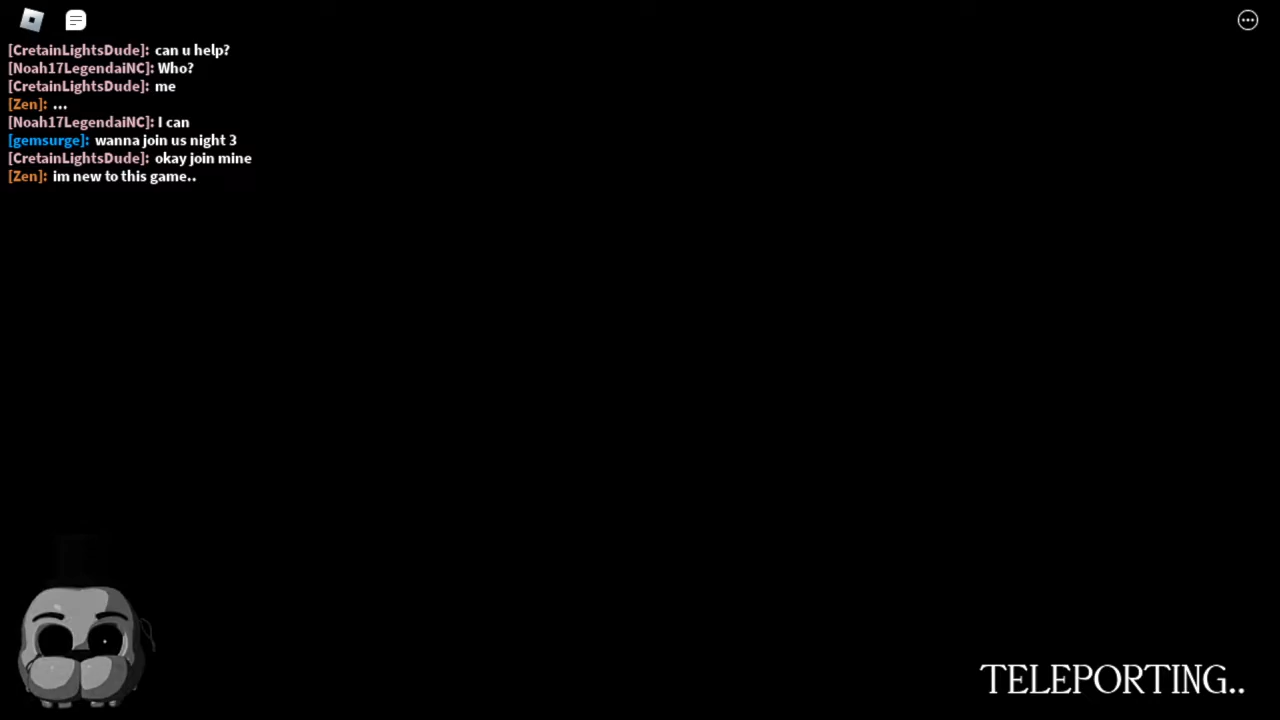 [CretainLightsDude]: can u help?
[Noah17LegendaiNC]: Who?
[CretainLightsDude]: me
[Zen]: ...
[Noah17LegendaiNC]: I can
[gemsurge]: wanna join us night 3
[CretainLightsDude]: okay join mine
[Zen]: im new to this game..
TELEPORTING..